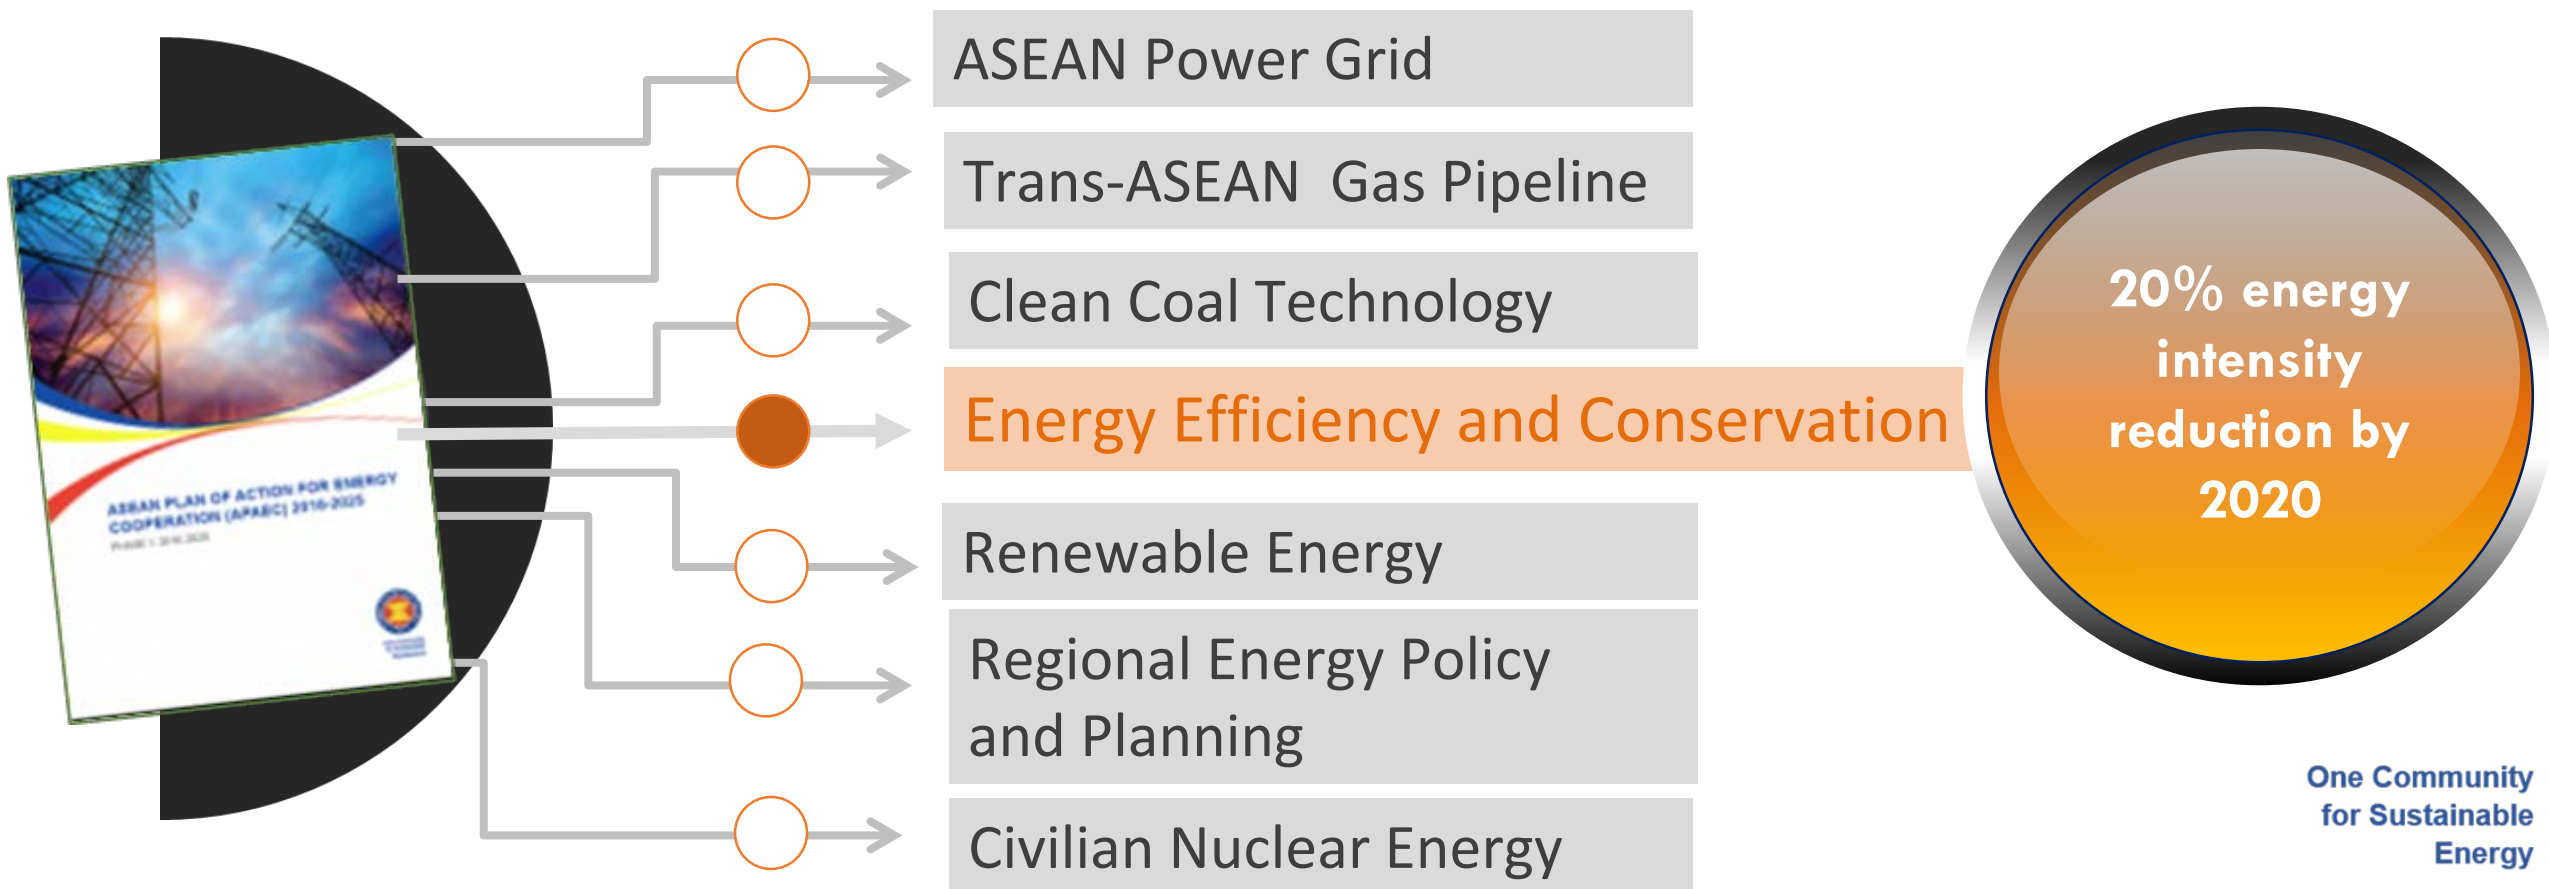 ASEAN Power Grid
Trans-ASEAN  Gas Pipeline
Clean Coal Technology
Energy Efficiency and Conservation
Renewable Energy
Regional Energy Policy
and Planning
Civilian Nuclear Energy
20% energy
intensity
reduction by
2020
ASEAN PLAN OF ACTION FOR ENERGY
COOPERATION (APAEC) 2016-2025
One Community
for Sustainable
Energy